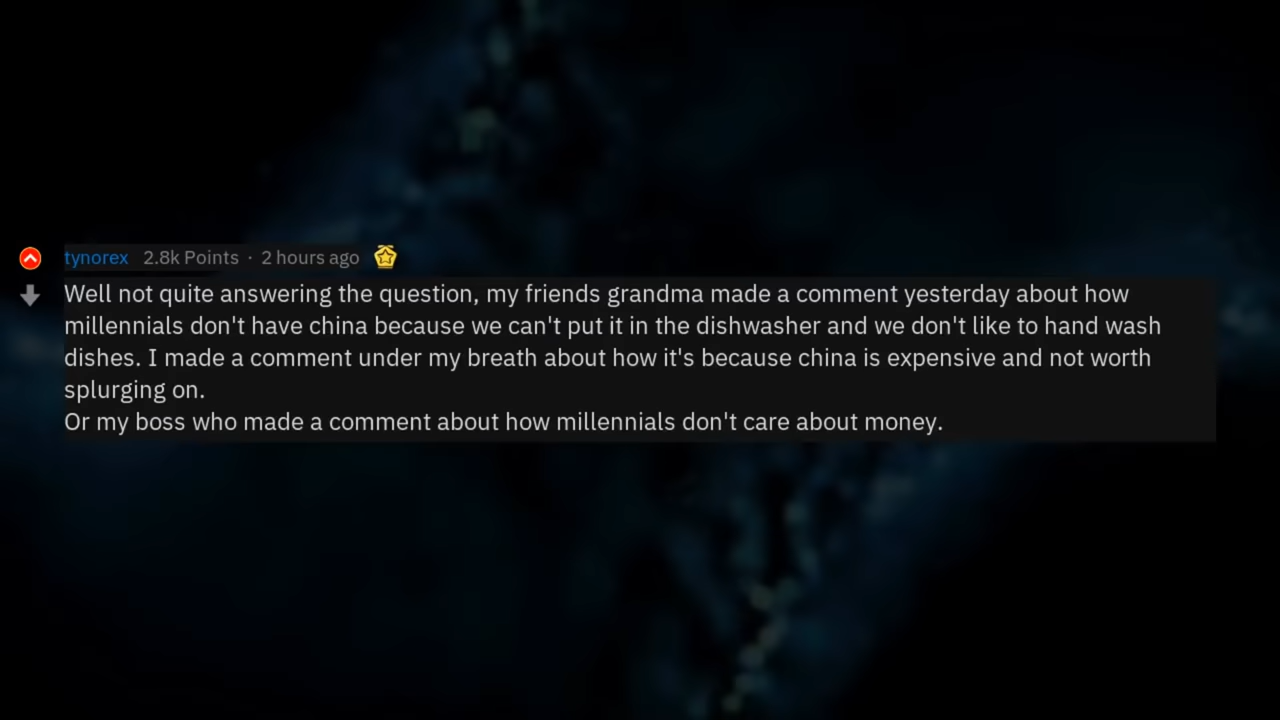 tynorex 2.8k Points · 2 hours ago
Well not quite answering the question, my friends grandma made a comment yesterday about how
millennials don't have china because we can't put it in the dishwasher and we don't like to hand wash
dishes. I made a comment under my breath about how it's because china is expensive and not worth
splurging on.
Or my boss who made a comment about how millennials don't care about money.